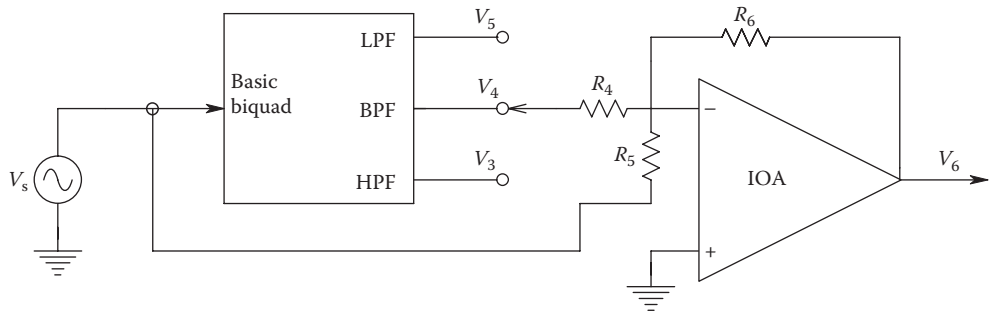 V5
R6
LPF
Basic
biquad
V4
R4
BPF
−
R5
Vs
V3
IOA
V6
HPF
+